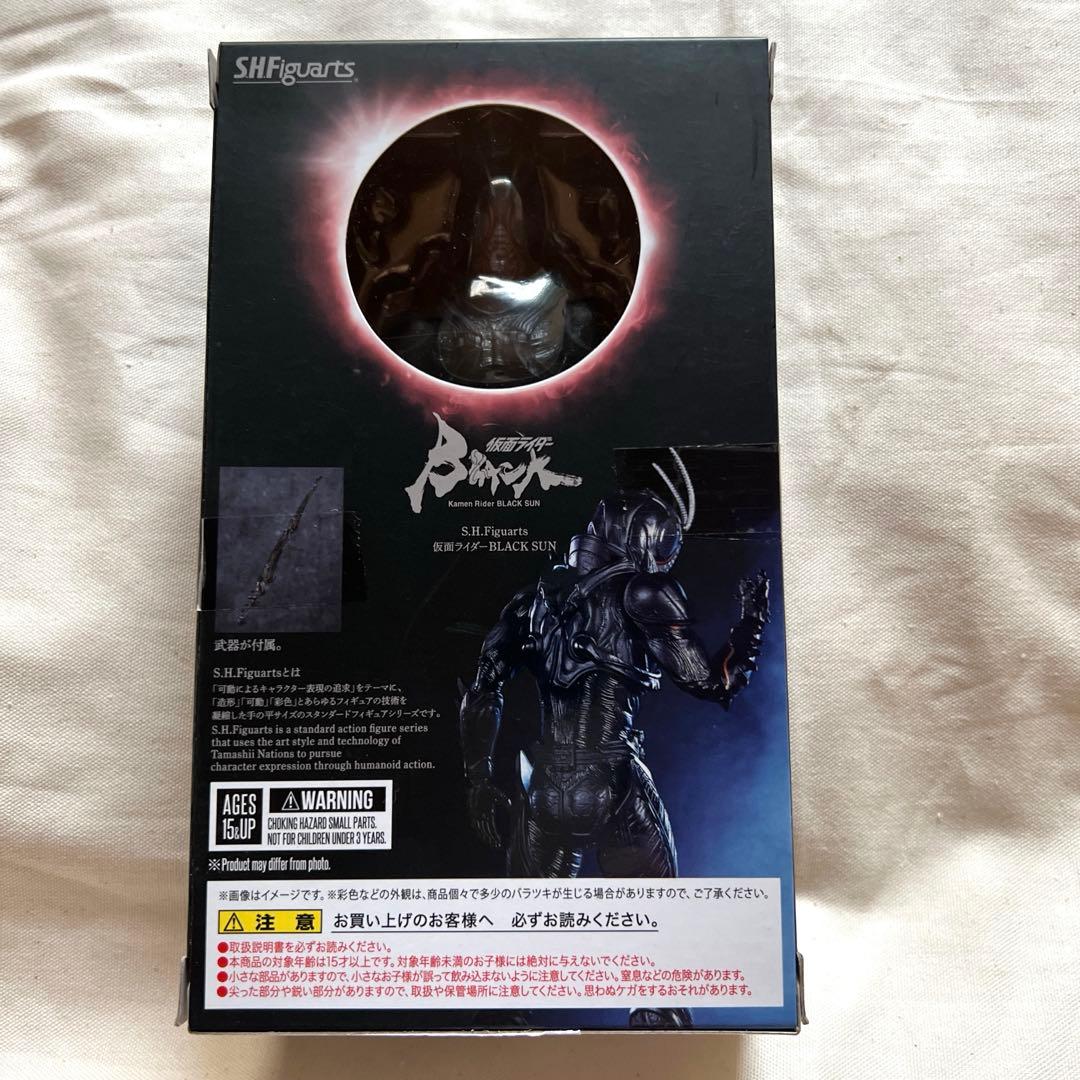 S.H.Figuarts
仮面ライダー
BLACK SUN
Kamen Rider BLACK SUN
S.H.Figuarts
仮面ライダーBLACK SUN
武器が付属。
S.H.Figuartsとは
「可動によるキャラクター表現の追求」をテーマに、
「造形」「可動」「彩色」とあらゆるフィギュアの技術を
凝縮した手の平サイズのスタンダードフィギュアシリーズです。
S.H.Figuarts is a standard action figure series
that uses the art style and technology of
Tamashii Nations to pursue
character expression through humanoid action.
AGES
15&UP
⚠WARNING
CHOKING HAZARD SMALL PARTS.
NOT FOR CHILDREN UNDER 3 YEARS.
※Product may differ from photo.
※画像はイメージです。※彩色などの外観は、商品個々で多少のバラツキが生じる場合がありますので、ご了承ください。
⚠注 意 お買い上げのお客様へ 必ずお読みください。
●取扱説明書を必ずお読みください。
●本商品の対象年齢は15才以上です。対象年齢未満のお子様には絶対に与えないでください。
●小さな部品がありますので、小さなお子様が誤って飲み込まないように注意してください。窒息などの危険があります。
●尖った部分や鋭い部分がありますので、取扱や保管場所に注意してください。思わぬケガをするおそれがあります。